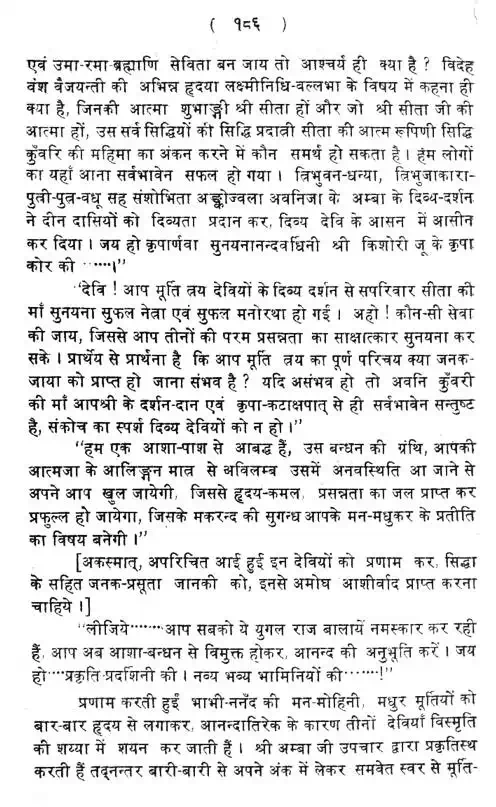 ( १८६ )
एवं उमा-रमा-ब्रह्माणि सेविता बन जाय तो आश्चर्य ही क्या है ? विदेह
वंश वैजयन्ती की अभिन्न हृदया लक्ष्मीनिधि-बल्लभा के विषय में कहना ही
क्या है, जिनकी आत्मा शुभाङ्गी श्री सीता हों और जो श्री सीता जी की
आत्मा हों, उस सर्व सिद्धियों की सिद्धि प्रदात्री सीता की आत्म रूपिणी सिद्धि
कुँवरि की महिमा का अंकन करने में कौन समर्थ हो सकता है । हम लोगों
का यहाँ आना सर्वभावेन सफल हो गया । त्रिभुवन-धन्या, त्रिभुजाकारा-
पुत्री-पुत्र-वधू सह संशोभिता अङ्कोज्वला अवनिजा के अम्बा के दिव्य-दर्शन
ने दीन दासियों को दिव्यता प्रदान कर, दिव्य देवि के आसन में आसीन
कर दिया । जय हो कृपार्णवा सुनयनानन्दवर्धिनी श्री किशोरी जू के कृपा
कोर की ······।"
"देवि ! आप मूर्ति त्रय देवियों के दिव्य दर्शन से सपरिवार सीता की
माँ सुनयना सुफल नेत्रा एवं सुफल मनोरथा हो गई । अहो ! कौन-सी सेवा
की जाय, जिससे आप तीनों की परम प्रसन्नता का साक्षात्कार सुनयना कर
सके । प्रार्थेय से प्रार्थना है कि आप मूर्ति त्रय का पूर्ण परिचय क्या जनक-
जाया को प्राप्त हो जाना संभव है ? यदि असंभव हो तो अवनि कुँवरी
की माँ आपश्री के दर्शन-दान एवं कृपा-कटाक्षपात् से ही सर्वभावेन सन्तुष्ट
है, संकोच का स्पर्श दिव्य देवियों को न हो ।"
"हम एक आशा-पाश से आबद्ध हैं, उस बन्धन की ग्रंथि, आपकी
आत्मजा के आलिङ्गन मात्र से अविलम्ब उसमें अनवस्थिति आ जाने से
अपने आप खुल जायेगी, जिससे हृदय-कमल, प्रसन्नता का जल प्राप्त कर
प्रफुल्ल हो जायेगा, जिसके मकरन्द की सुगन्ध आपके मन-मधुकर के प्रतीति
का विषय बनेगी ।"
[अकस्मात्, अपरिचित आई हुई इन देवियों को प्रणाम कर, सिद्धा
के सहित जनक-प्रसूता जानकी को, इनसे अमोघ आशीर्वाद प्राप्त करना
चाहिये ।]
"लीजिये········आप सबको ये युगल राज बालायें नमस्कार कर रही
हैं, आप अब आशा-बन्धन से विमुक्त होकर, आनन्द की अनुभूति करें । जय
हो····प्रकृति-प्रदर्शिनी की । नव्य भव्य भामिनियों की·······!"
प्रणाम करती हुई भाभी-ननँद की मन-मोहिनी, मधुर मूर्तियों को
बार-बार हृदय से लगाकर, आनन्दातिरेक के कारण तीनों देवियाँ विस्मृति
की शय्या में शयन कर जाती हैं । श्री अम्बा जी उपचार द्वारा प्रकृतिस्थ
करती हैं तद्नन्तर बारी-बारी से अपने अंक में लेकर समवेत स्वर से मूर्ति-